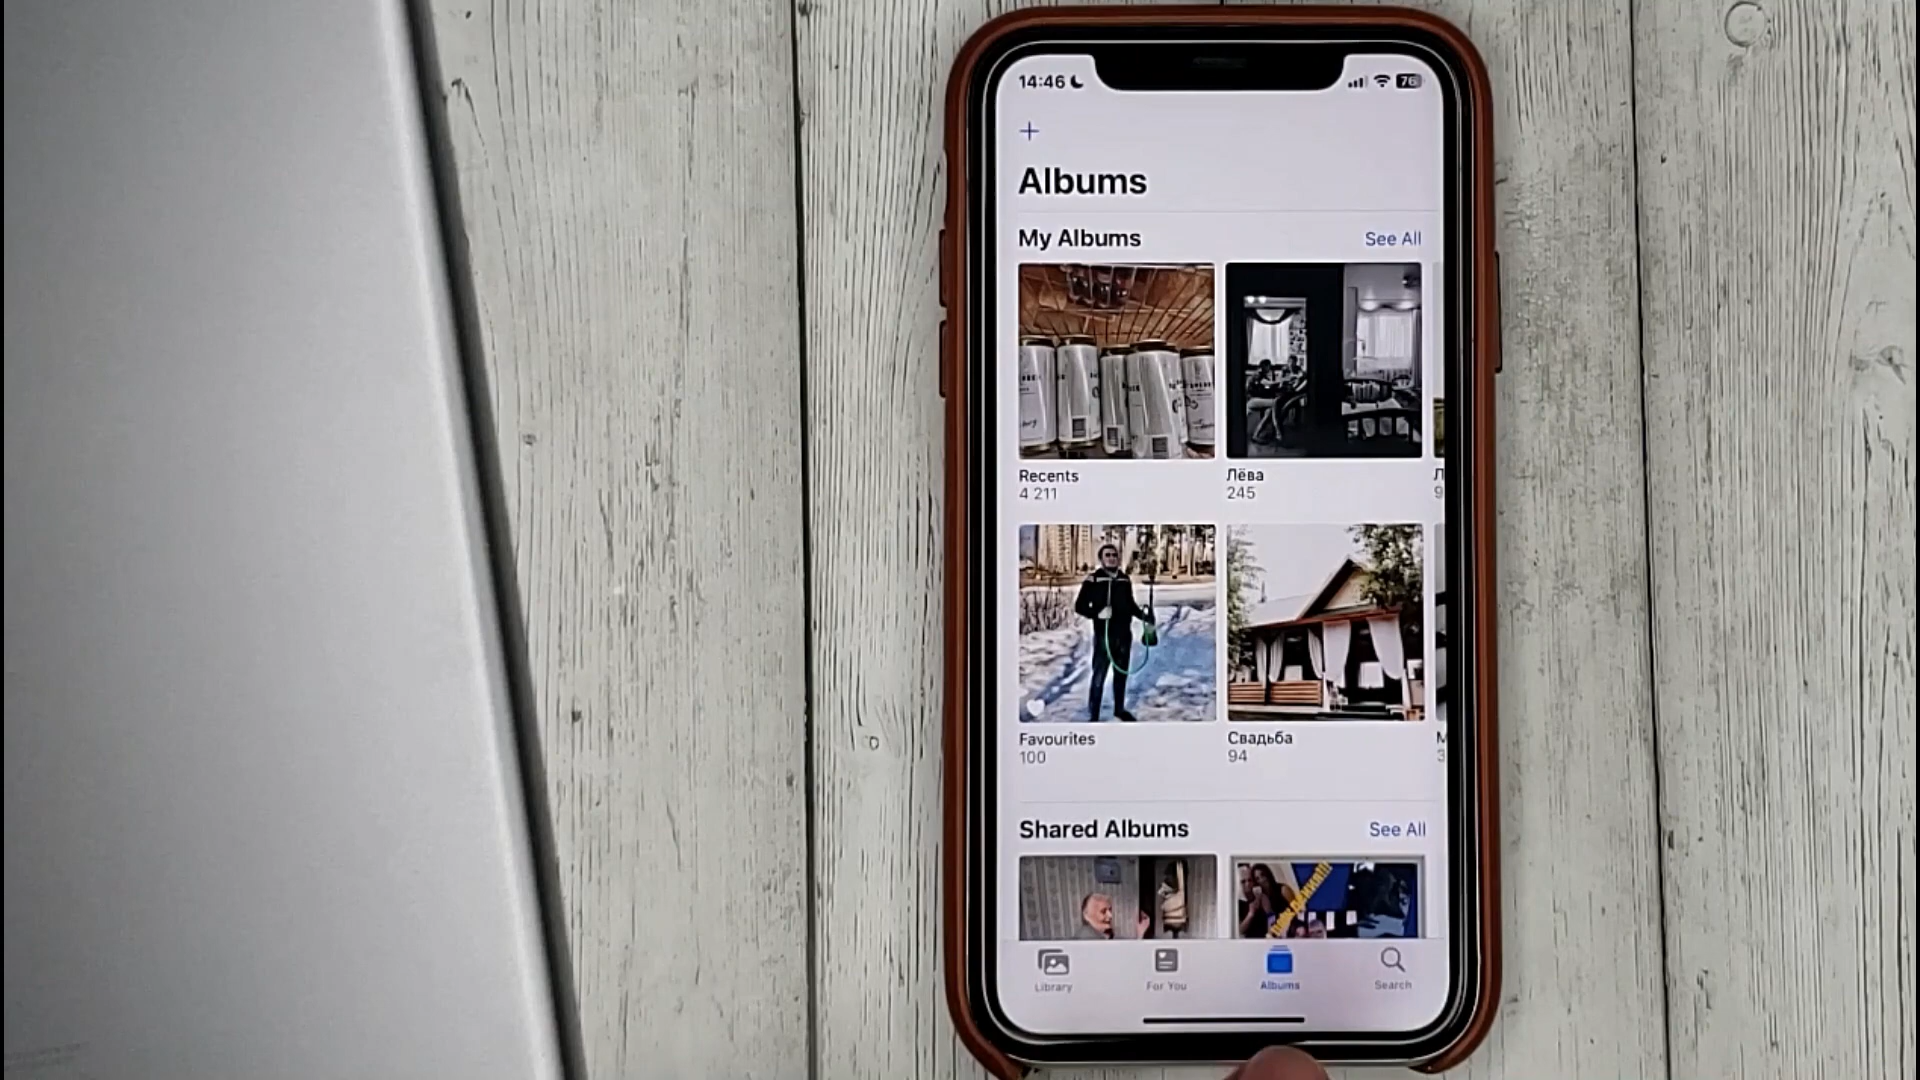 14:46
76
Albums
My Albums
See All
Recents
4 211
Лёва
245
Favourites
100
Свадьба
94
Shared Albums
See All
Library
For You
Albums
Search